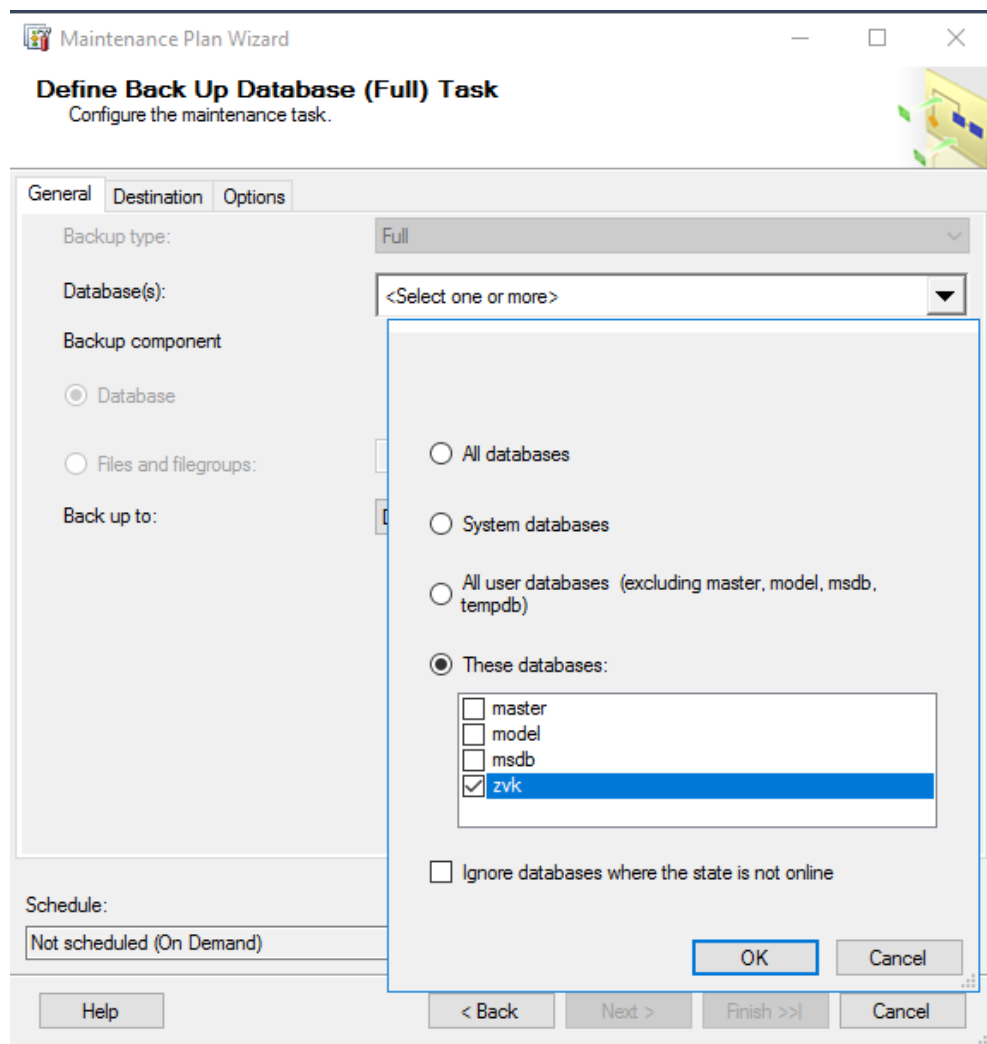 Maintenance Plan Wizard
Define Back Up Database (Full) Task
Configure the maintenance task.
General Destination Options
Backup type: Full
Database(s): <Select one or more>
Backup component
Database
Files and filegroups:
Back up to:
All databases
System databases
All user databases (excluding master, model, msdb,
tempdb)
These databases:
master
model
msdb
zvk
Ignore databases where the state is not online
Schedule:
Not scheduled (On Demand)
OK Cancel
Help < Back Next > Finish >>| Cancel